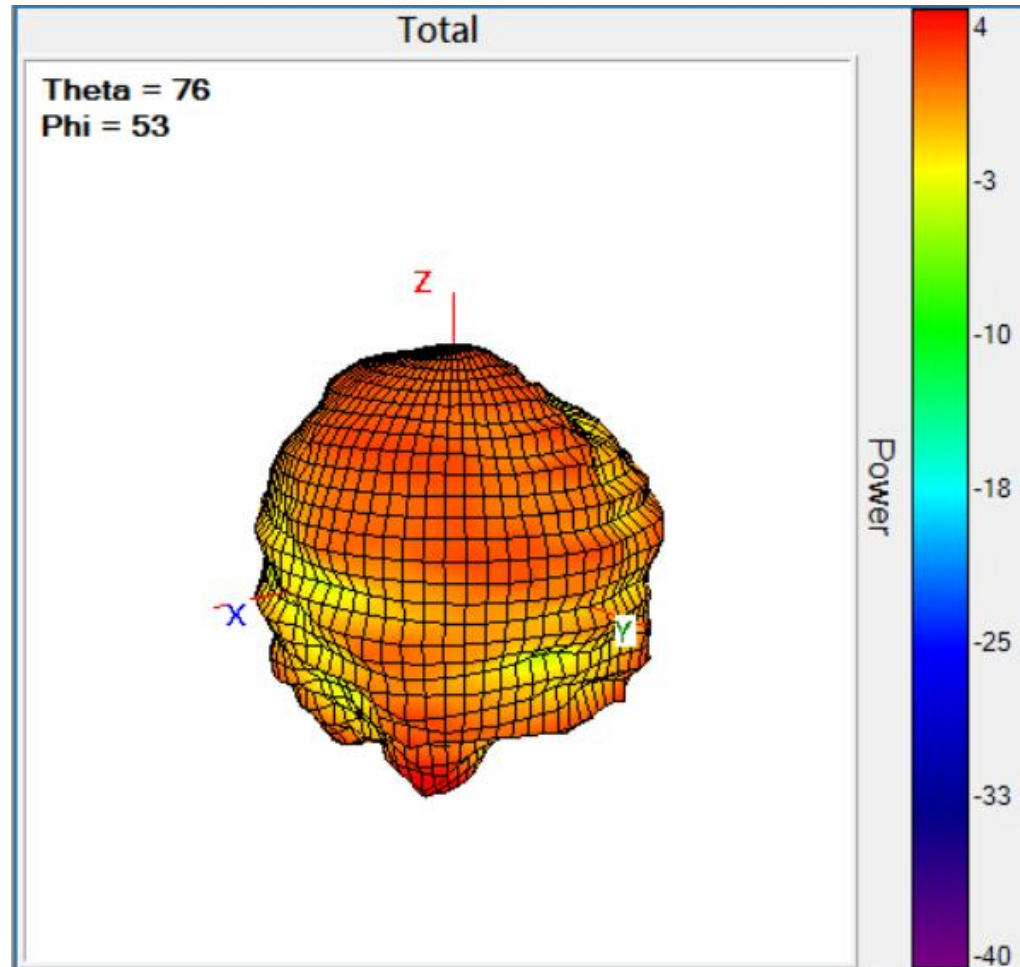 Total
Theta = 76
Phi = 53
Z
X
Y
Power
4
-3
-10
-18
-25
-33
-40